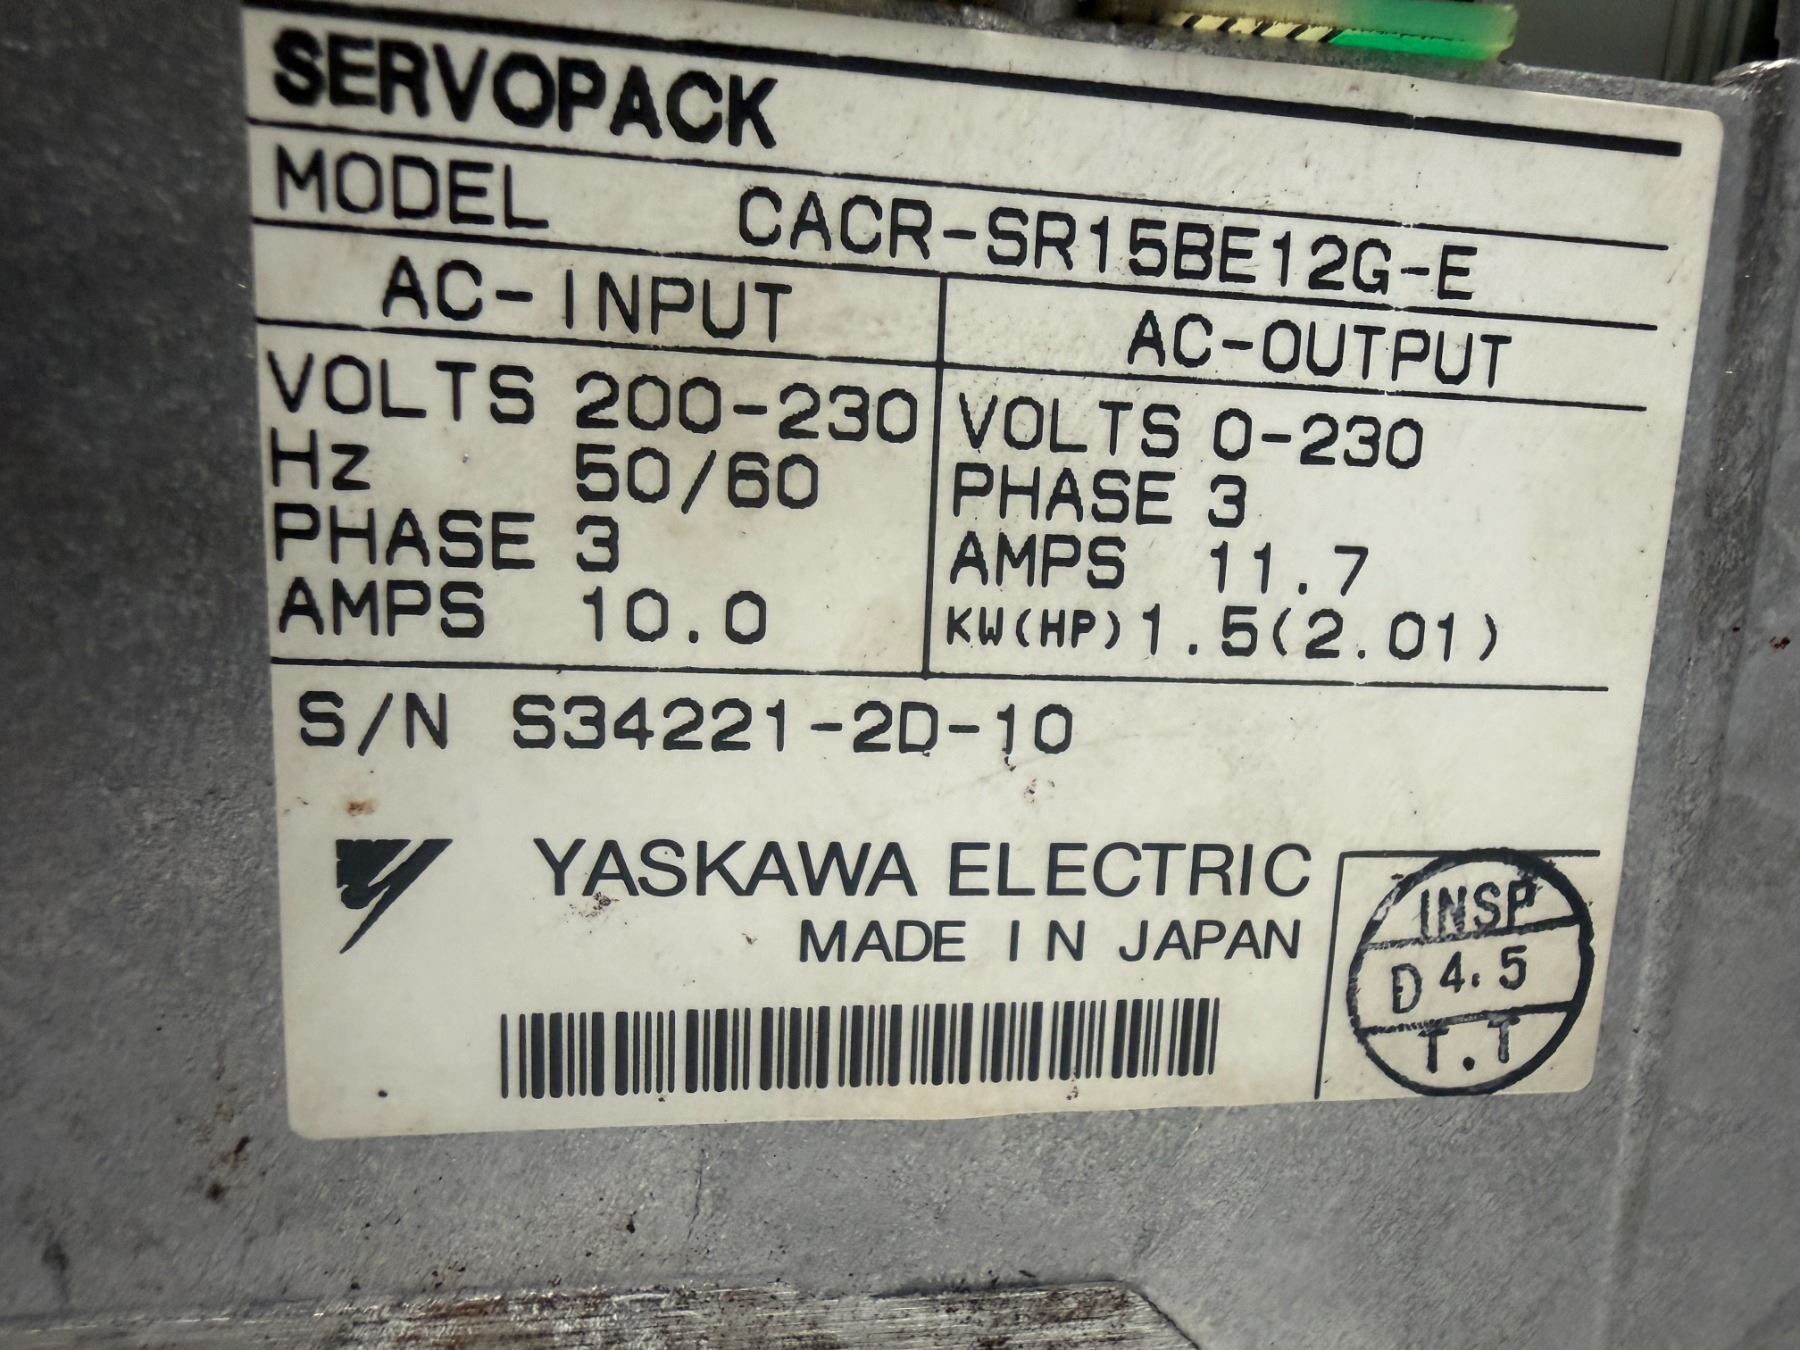 SERVOPACK
MODEL CACR-SR15BE12G-E
AC-INPUT AC-OUTPUT
VOLTS 200-230 VOLTS 0-230
Hz 50/60 PHASE 3
PHASE 3 AMPS 11.7
AMPS 10.0 KW(HP) 1.5(2.01)
S/N S34221-2D-10
YASKAWA ELECTRIC
MADE IN JAPAN
INSP
D 4.5
T.T